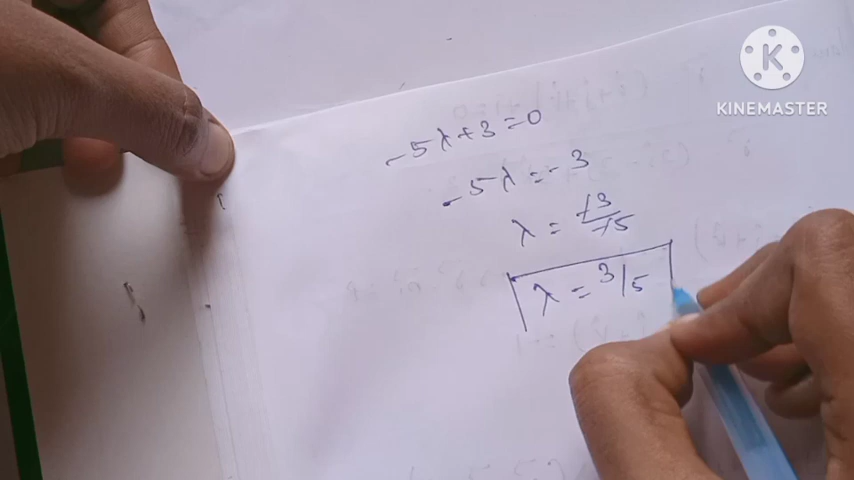 K
KINEMASTER
-5λ+3=0
-5λ=-3
λ = -3/-5
λ = 3/5